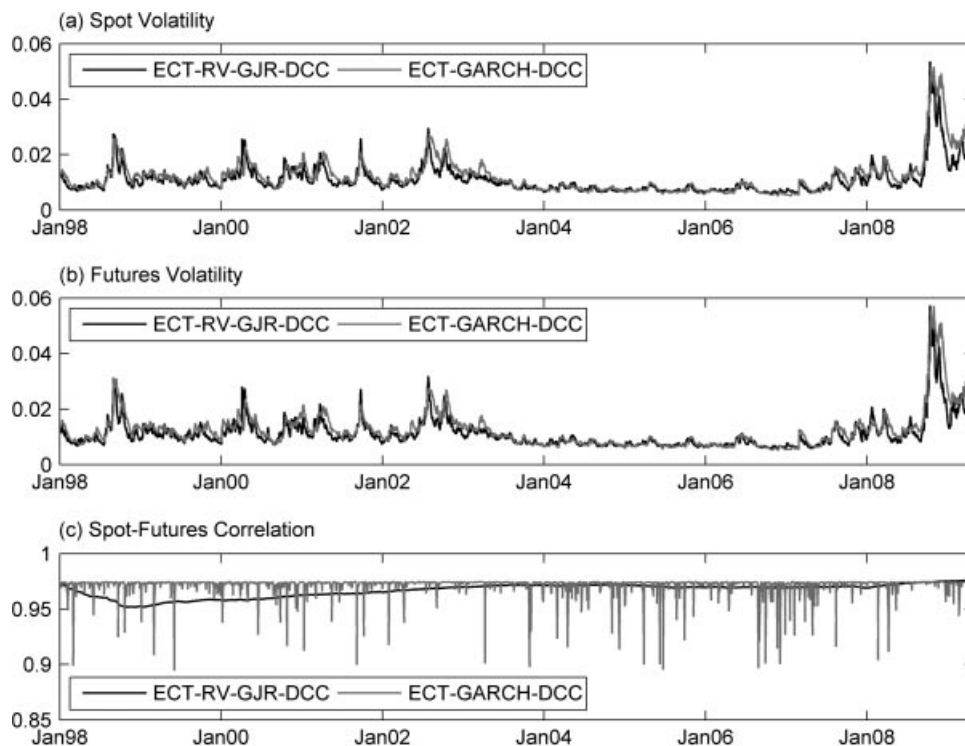 (a) Spot Volatility
0.06
ECT-RV-GJR-DCC ECT-GARCH-DCC
0.04
0.02
0
Jan98 Jan00 Jan02 Jan04 Jan06 Jan08
(b) Futures Volatility
0.06
ECT-RV-GJR-DCC ECT-GARCH-DCC
0.04
0.02
0
Jan98 Jan00 Jan02 Jan04 Jan06 Jan08
(c) Spot-Futures Correlation
1
0.95
0.9
ECT-RV-GJR-DCC ECT-GARCH-DCC
0.85
Jan98 Jan00 Jan02 Jan04 Jan06 Jan08